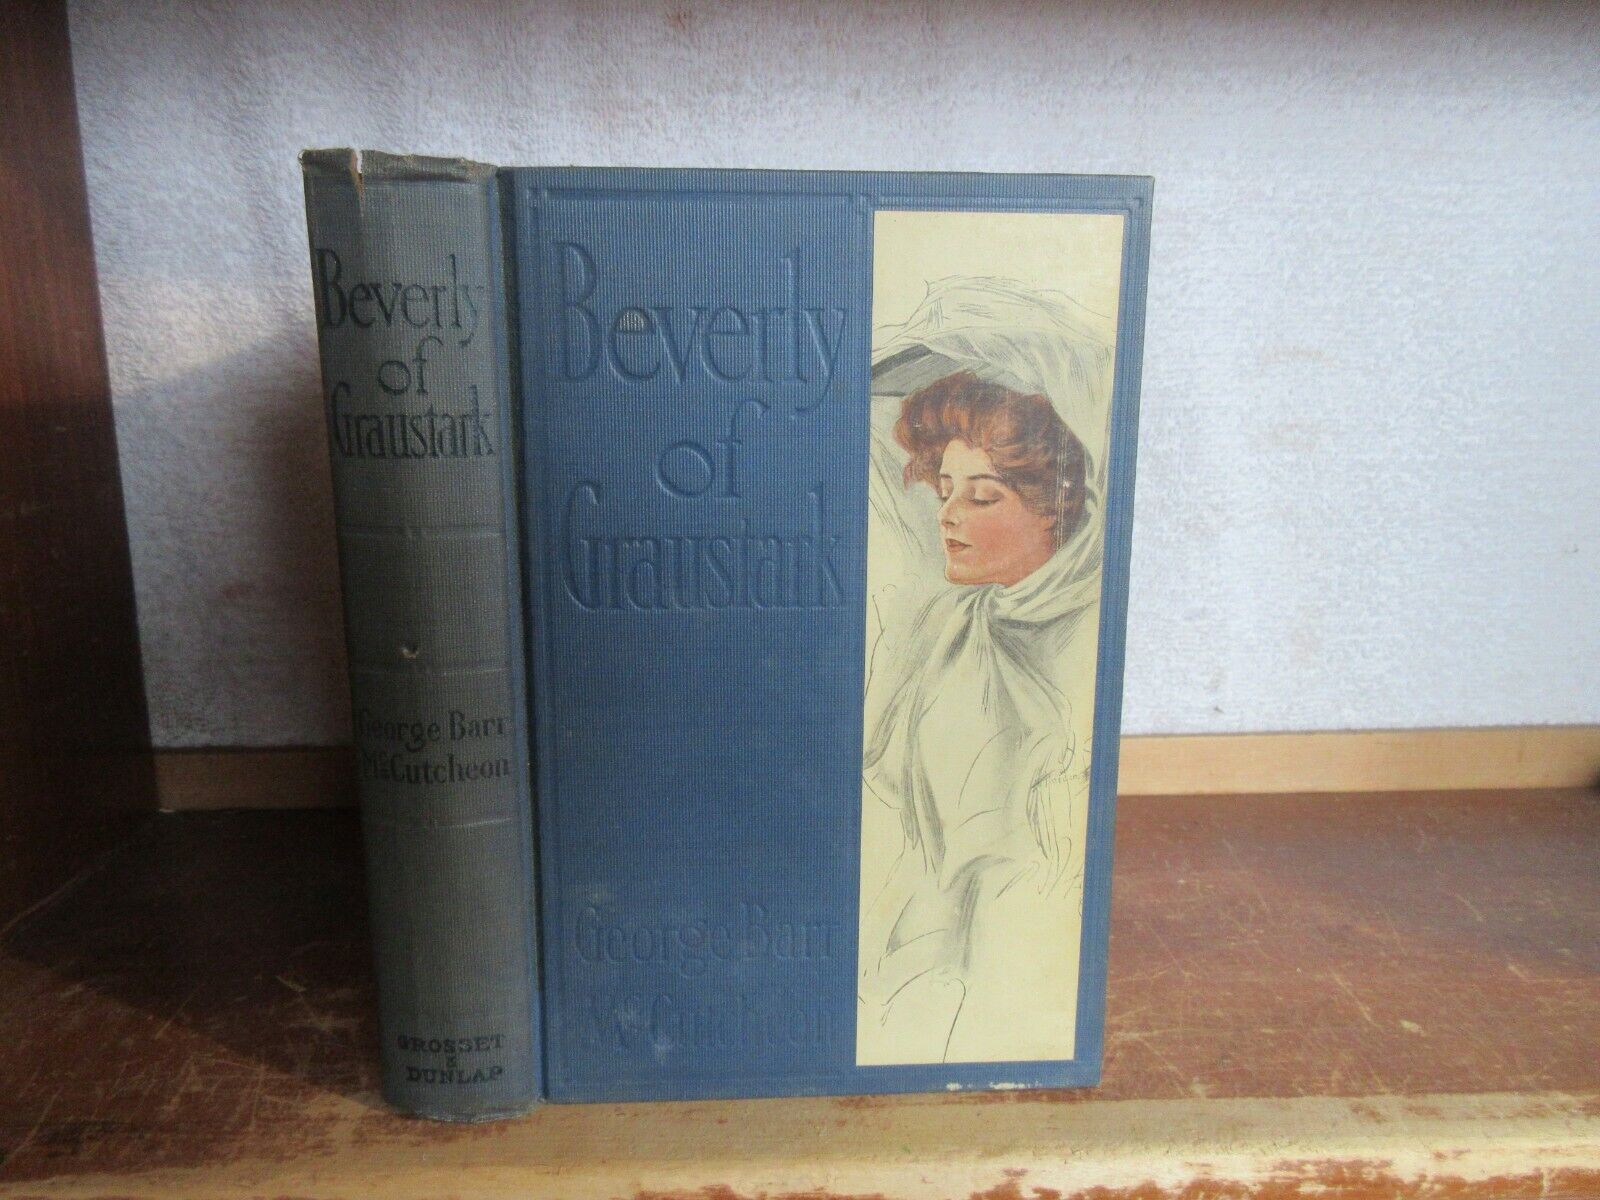 Beverly
of
Graustark
George Barr
McCutcheon
GROSSET
&
DUNLAP
Beverly
of
Graustark
George Barr
McCutcheon